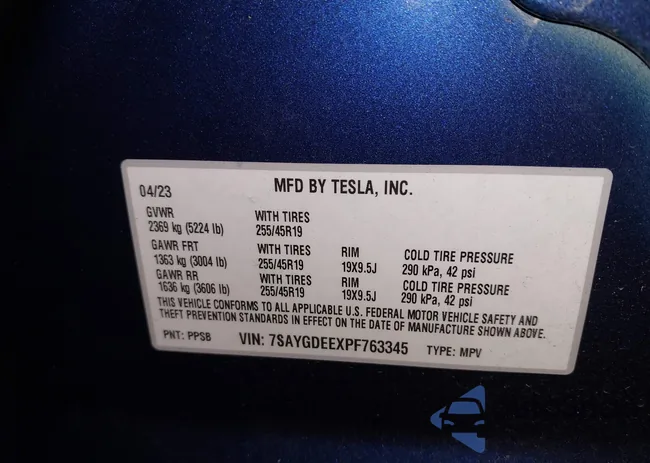 MFD BY TESLA, INC.
04/23
GVWR WITH TIRES
2369 kg (5224 lb) 255/45R19
GAWR FRT WITH TIRES RIM COLD TIRE PRESSURE
1363 kg (3004 lb) 255/45R19 19X9.5J 290 kPa, 42 psi
GAWR RR WITH TIRES RIM COLD TIRE PRESSURE
1636 kg (3606 lb) 255/45R19 19X9.5J 290 kPa, 42 psi
THIS VEHICLE CONFORMS TO ALL APPLICABLE U.S. FEDERAL MOTOR VEHICLE SAFETY AND
THEFT PREVENTION STANDARDS IN EFFECT ON THE DATE OF MANUFACTURE SHOWN ABOVE.
PNT: PPSB VIN: 7SAYGDEEXPF763345 TYPE: MPV